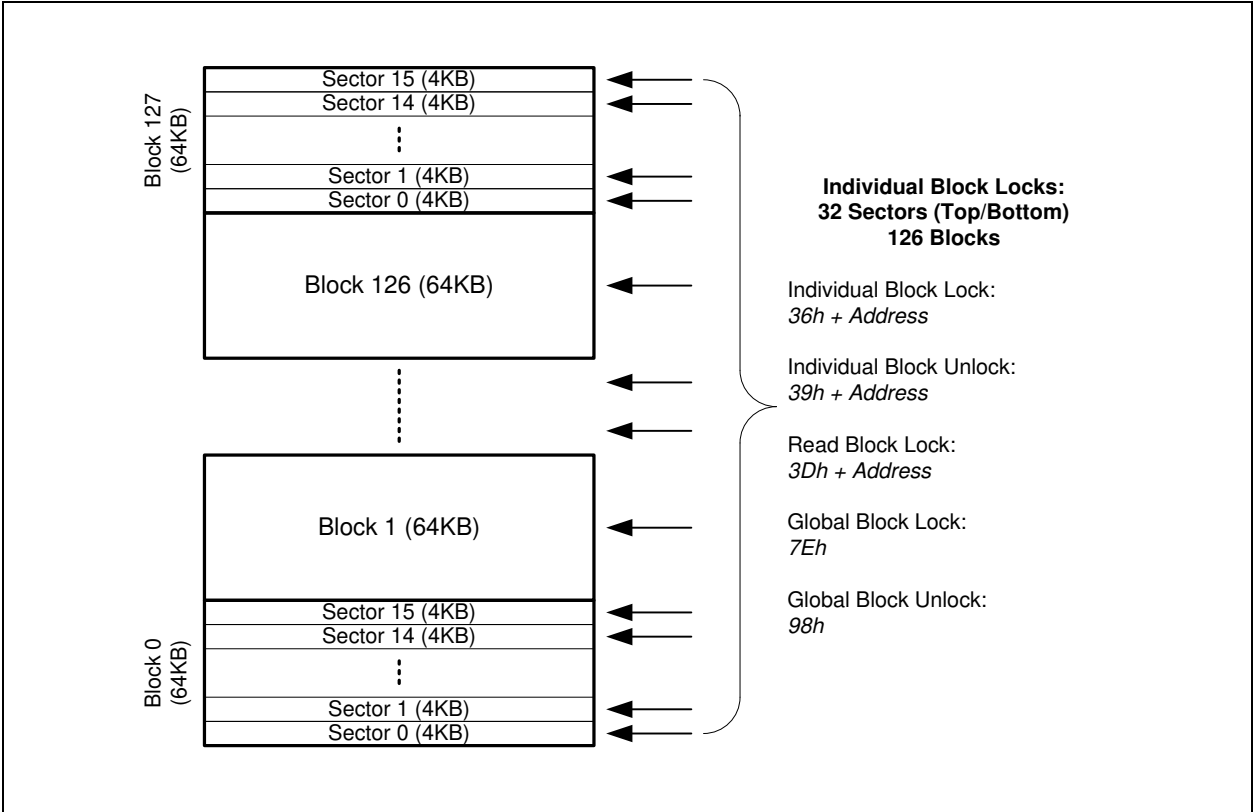 Block 127
(64KB)
Sector 15 (4KB)
Sector 14 (4KB)
Sector 1 (4KB)
Sector 0 (4KB)
Block 126 (64KB)
Block 1 (64KB)
Block 0
(64KB)
Sector 15 (4KB)
Sector 14 (4KB)
Sector 1 (4KB)
Sector 0 (4KB)
Individual Block Locks:
32 Sectors (Top/Bottom)
126 Blocks
Individual Block Lock:
36h + Address
Individual Block Unlock:
39h + Address
Read Block Lock:
3Dh + Address
Global Block Lock:
7Eh
Global Block Unlock:
98h